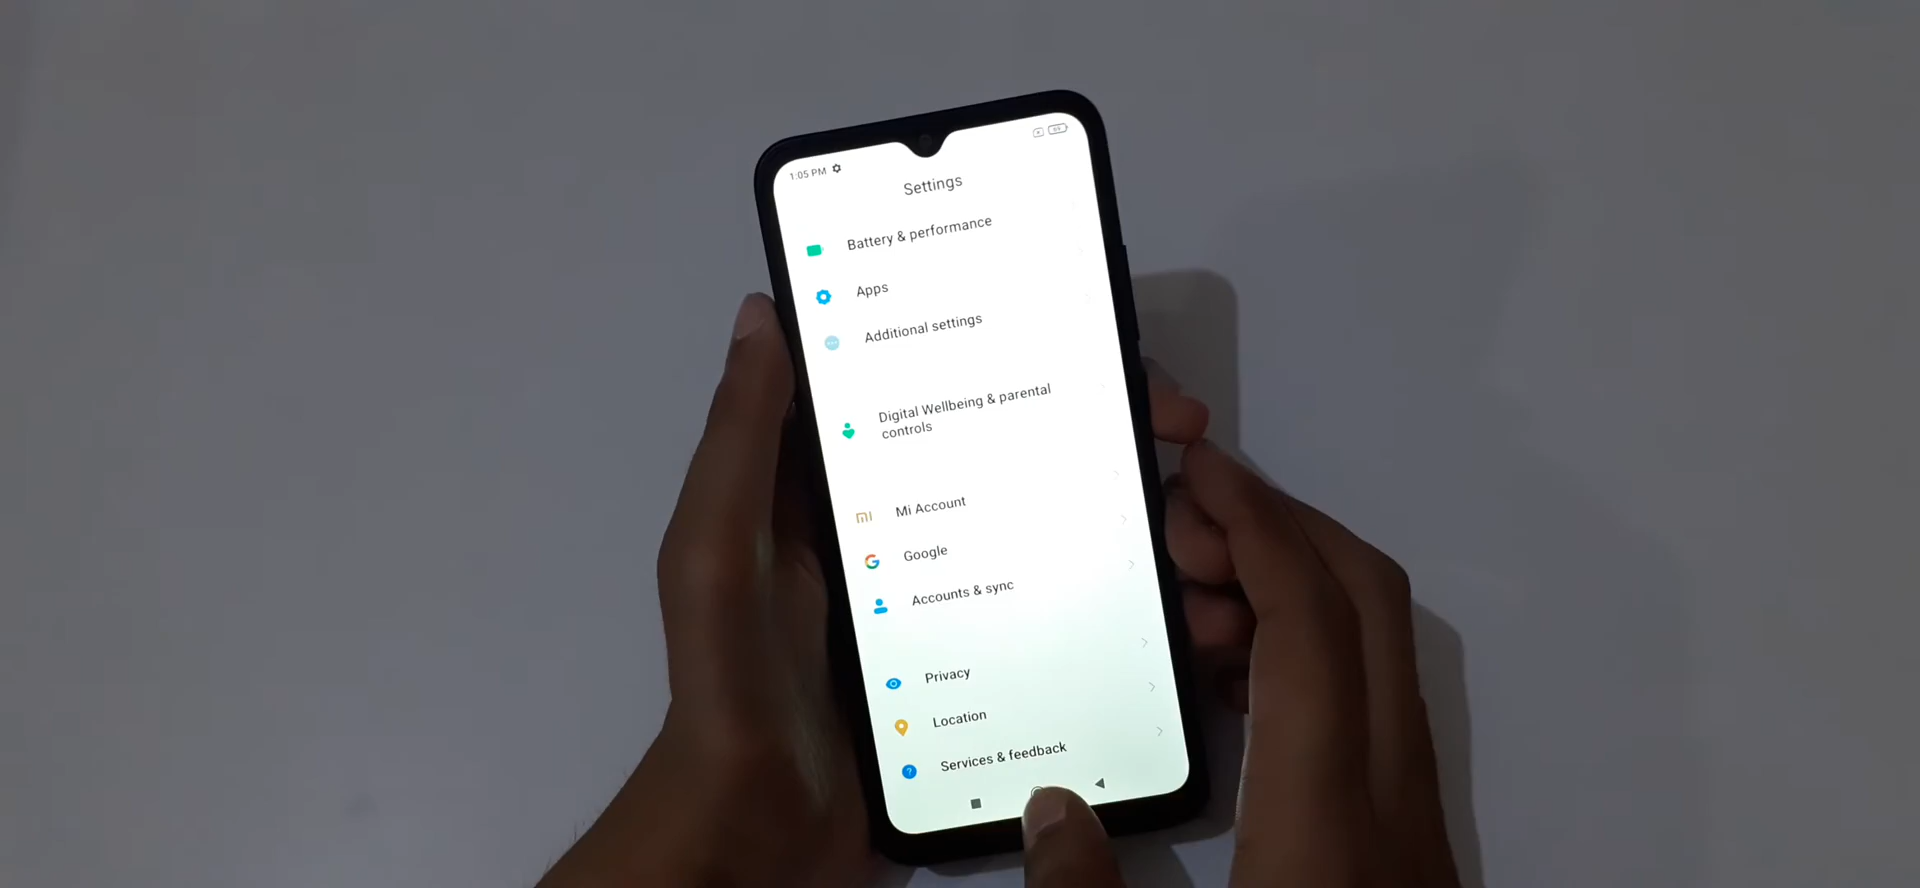 1:05 PM
Settings
Battery & performance
Apps
Additional settings
Digital Wellbeing & parental
controls
Mi Account
Google
Accounts & sync
Privacy
Location
Services & feedback